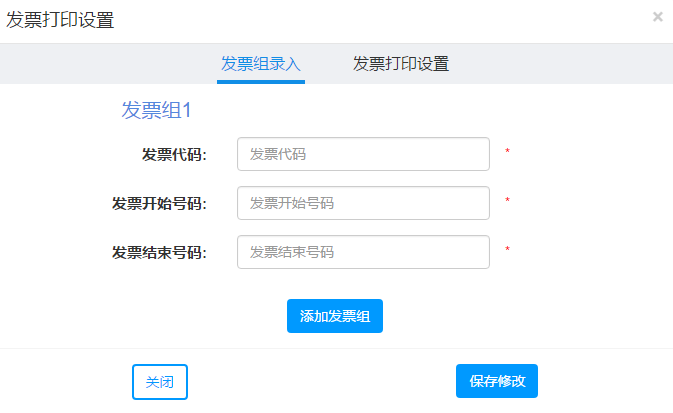 发票打印设置 ×
发票组录入 发票打印设置
发票组1
发票代码: 发票代码 *
发票开始号码: 发票开始号码 *
发票结束号码: 发票结束号码 *
添加发票组
关闭 保存修改